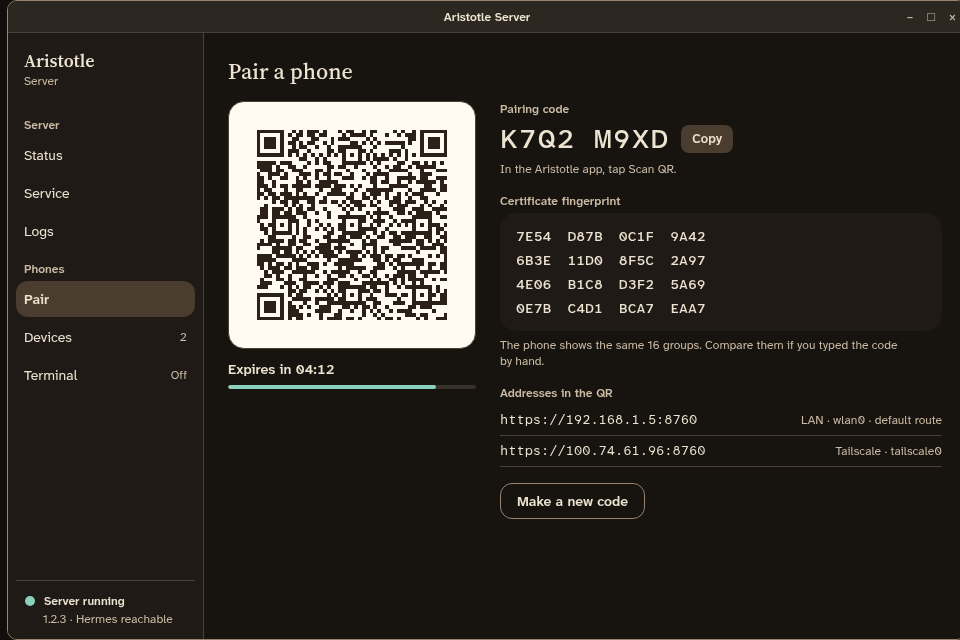 Aristotle Server
Aristotle
Server
Server
Status
Service
Logs
Phones
Pair
Devices 2
Terminal Off
Server running
1.2.3 · Hermes reachable
Pair a phone
Expires in 04:12
Pairing code
K7Q2 M9XD Copy
In the Aristotle app, tap Scan QR.
Certificate fingerprint
7E54 D87B 0C1F 9A42
6B3E 11D0 8F5C 2A97
4E06 B1C8 D3F2 5A69
0E7B C4D1 BCA7 EAA7
The phone shows the same 16 groups. Compare them if you typed the code
by hand.
Addresses in the QR
https://192.168.1.5:8760 LAN · wlan0 · default route
https://100.74.61.96:8760 Tailscale · tailscale0
Make a new code